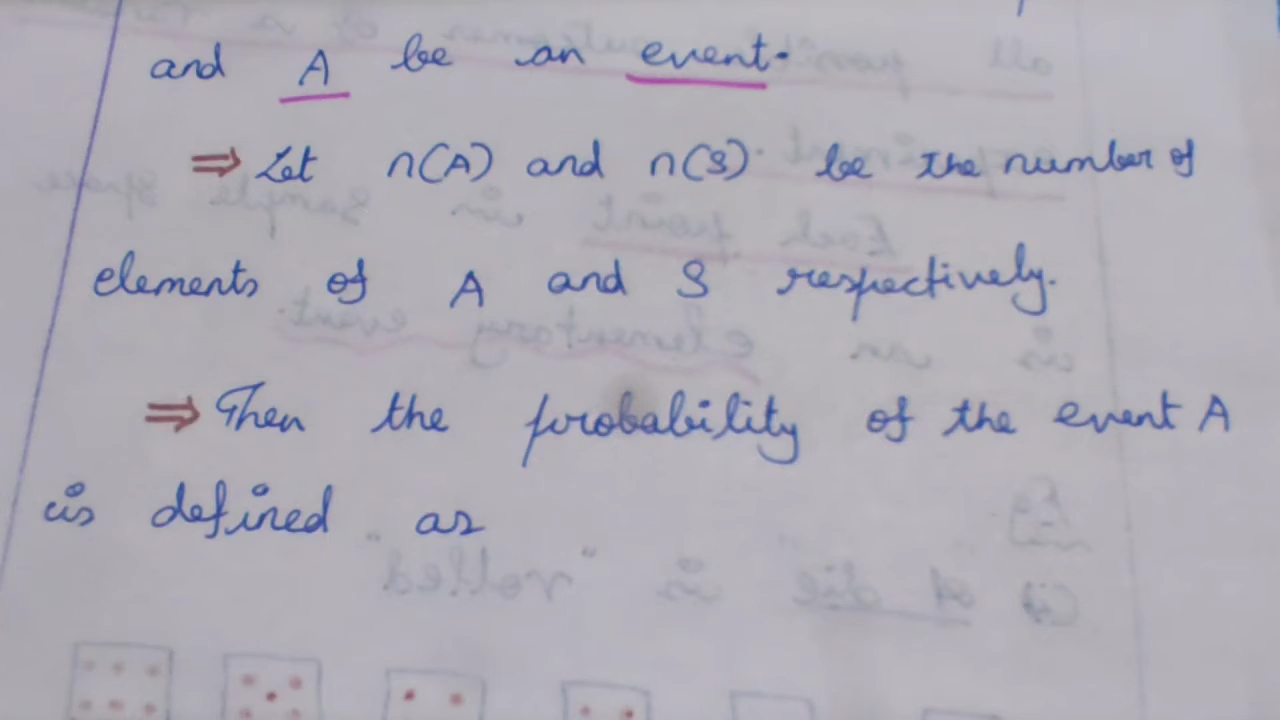 and A be an event.
⇒ Let n(A) and n(S). be the number of
elements of A and S respectively.
⇒ Then the probability of the event A
is defined as